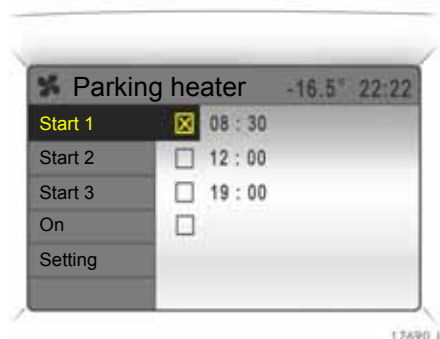 Parking heater -16.5° 22:22
Start 1 08 : 30
Start 2 12 : 00
Start 3 19 : 00
On
Setting